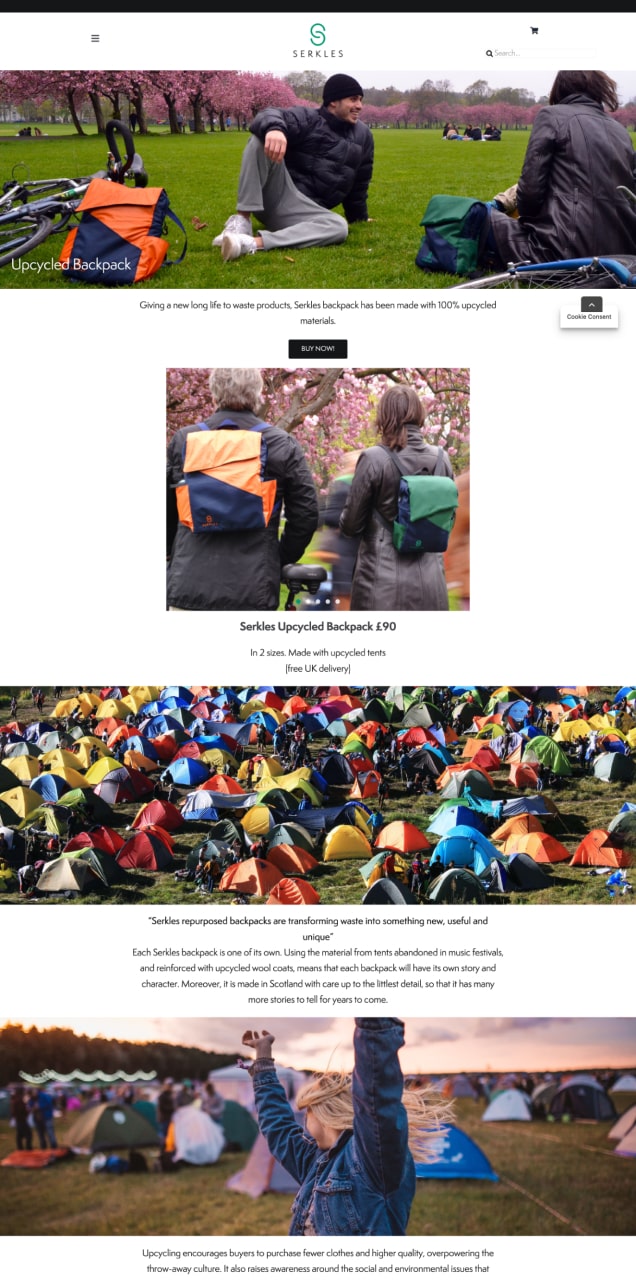 SERKLES
Search...
Upcycled Backpack
Giving a new long life to waste products, Serkles backpack has been made with 100% upcycled
materials.
Cookie Consent
BUY NOW!
SERKLES
Serkles Upcycled Backpack £90
In 2 sizes. Made with upcycled tents
|free UK delivery|
“Serkles repurposed backpacks are transforming waste into something new, useful and
unique”
Each Serkles backpack is one of its own. Using the material from tents abandoned in music festivals,
and reinforced with upcycled wool coats, means that each backpack will have its own story and
character. Moreover, it is made in Scotland with care up to the littlest detail, so that it has many
more stories to tell for years to come.
Upcycling encourages buyers to purchase fewer clothes and higher quality, overpowering the
throw-away culture. It also raises awareness around the social and environmental issues that